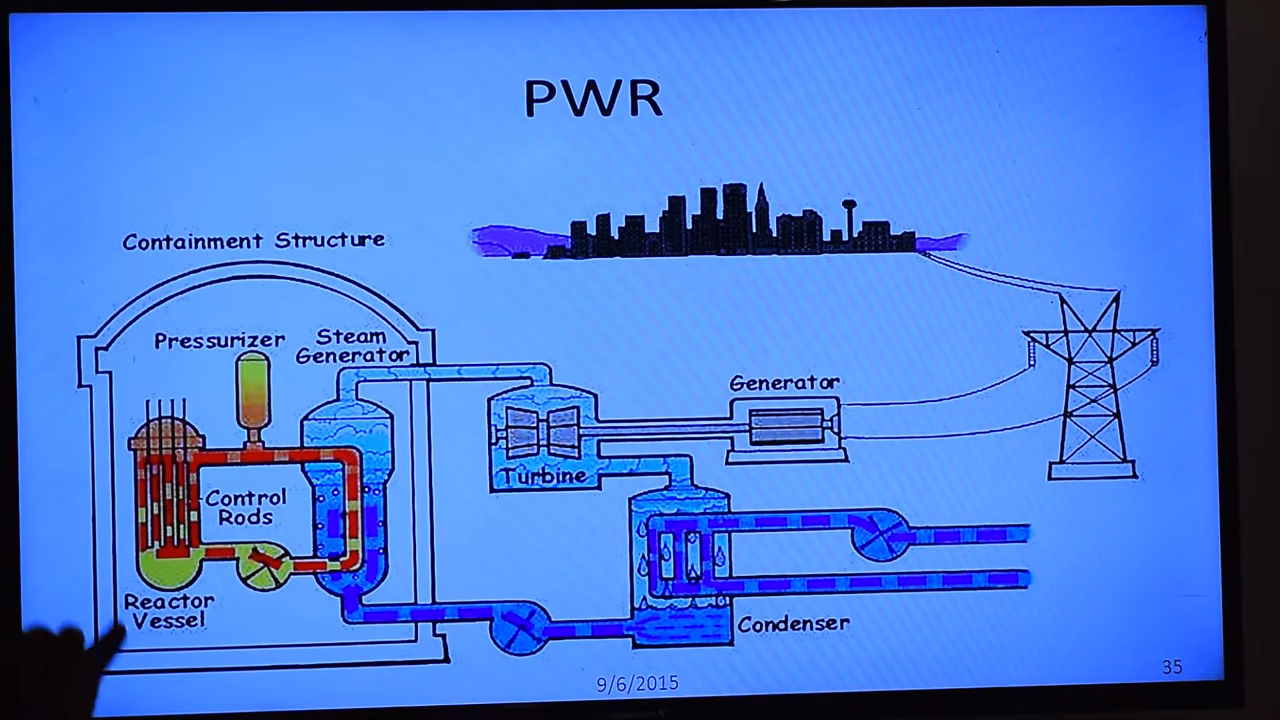 PWR
Containment Structure
Pressurizer
Steam
Generator
Generator
Turbine
Control
Rods
Reactor
Vessel
Condenser
9/6/2015
35